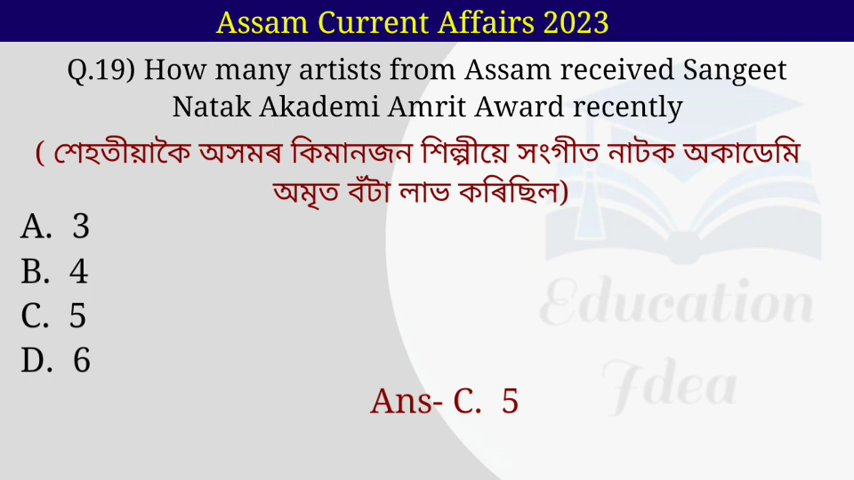 Assam Current Affairs 2023
Q.19) How many artists from Assam received Sangeet
Natak Akademi Amrit Award recently
( শেহতীয়াকৈ অসমৰ কিমানজন শিল্পীয়ে সংগীত নাটক অকাডেমি
অমৃত বঁটা লাভ কৰিছিল)
A. 3
B. 4
C. 5
D. 6
Ans- C. 5
Education
Idea